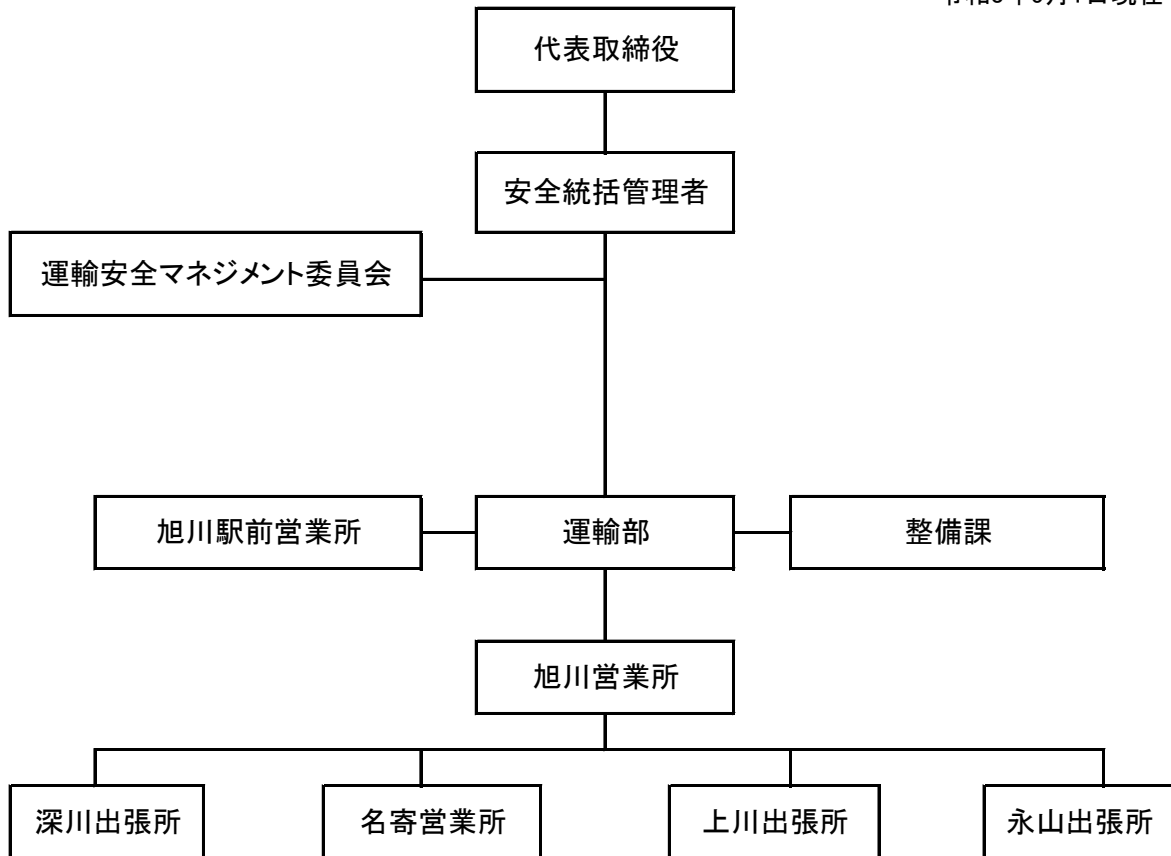 代表取締役
安全統括管理者
運輸安全マネジメント委員会
旭川駅前営業所
運輸部
整備課
旭川営業所
深川出張所
名寄営業所
上川出張所
永山出張所